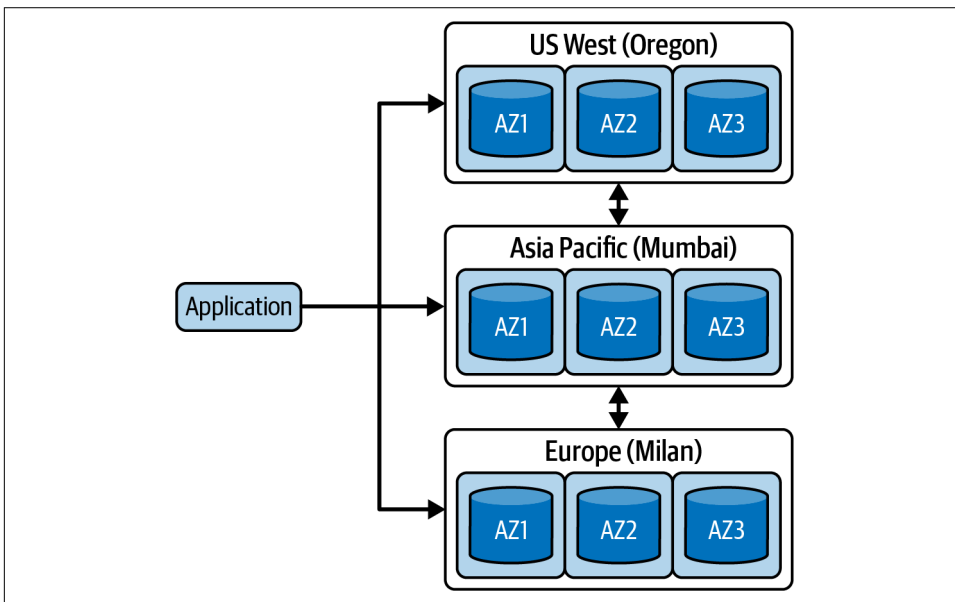 US West (Oregon)
AZ1 AZ2 AZ3
Asia Pacific (Mumbai)
Application
AZ1 AZ2 AZ3
Europe (Milan)
AZ1 AZ2 AZ3